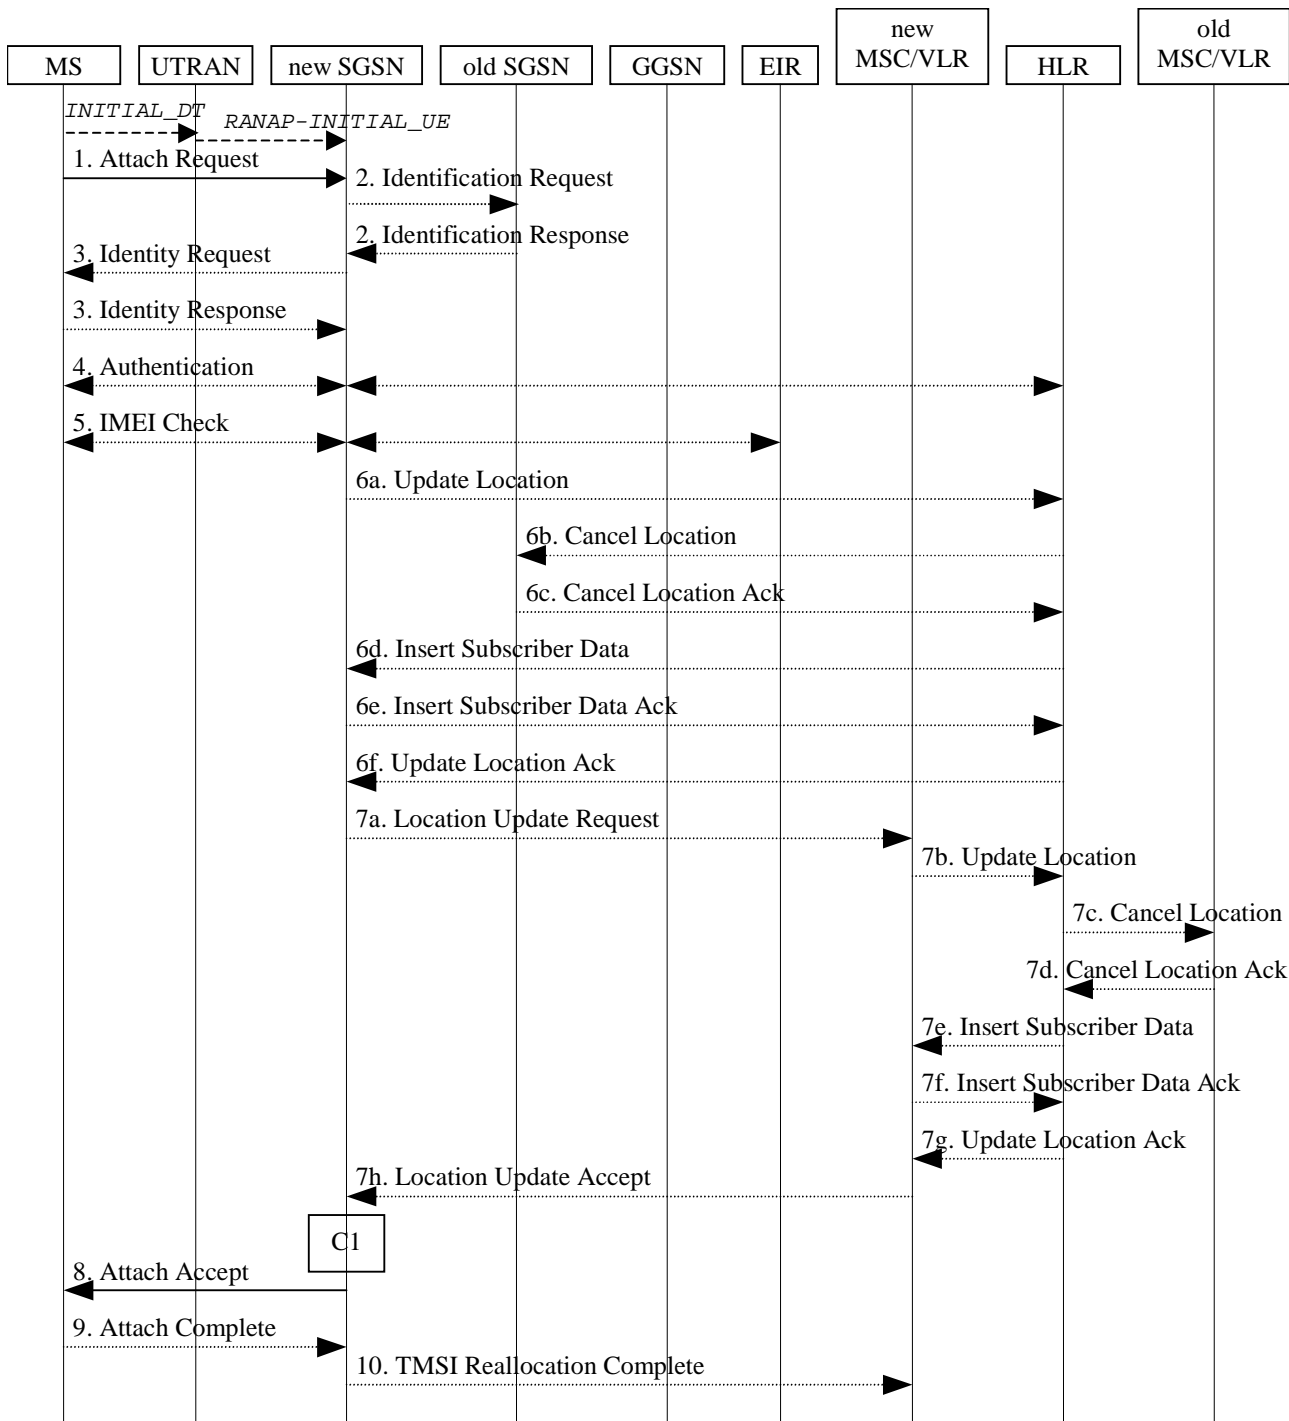 new
MSC/VLR
old
MSC/VLR
MS
UTRAN
new SGSN
old SGSN
GGSN
EIR
HLR
INITIAL_DT
RANAP-INITIAL_UE
1. Attach Request
2. Identification Request
2. Identification Response
3. Identity Request
3. Identity Response
4. Authentication
5. IMEI Check
6a. Update Location
6b. Cancel Location
6c. Cancel Location Ack
6d. Insert Subscriber Data
6e. Insert Subscriber Data Ack
6f. Update Location Ack
7a. Location Update Request
7b. Update Location
7c. Cancel Location
7d. Cancel Location Ack
7e. Insert Subscriber Data
7f. Insert Subscriber Data Ack
7g. Update Location Ack
7h. Location Update Accept
C1
8. Attach Accept
9. Attach Complete
10. TMSI Reallocation Complete